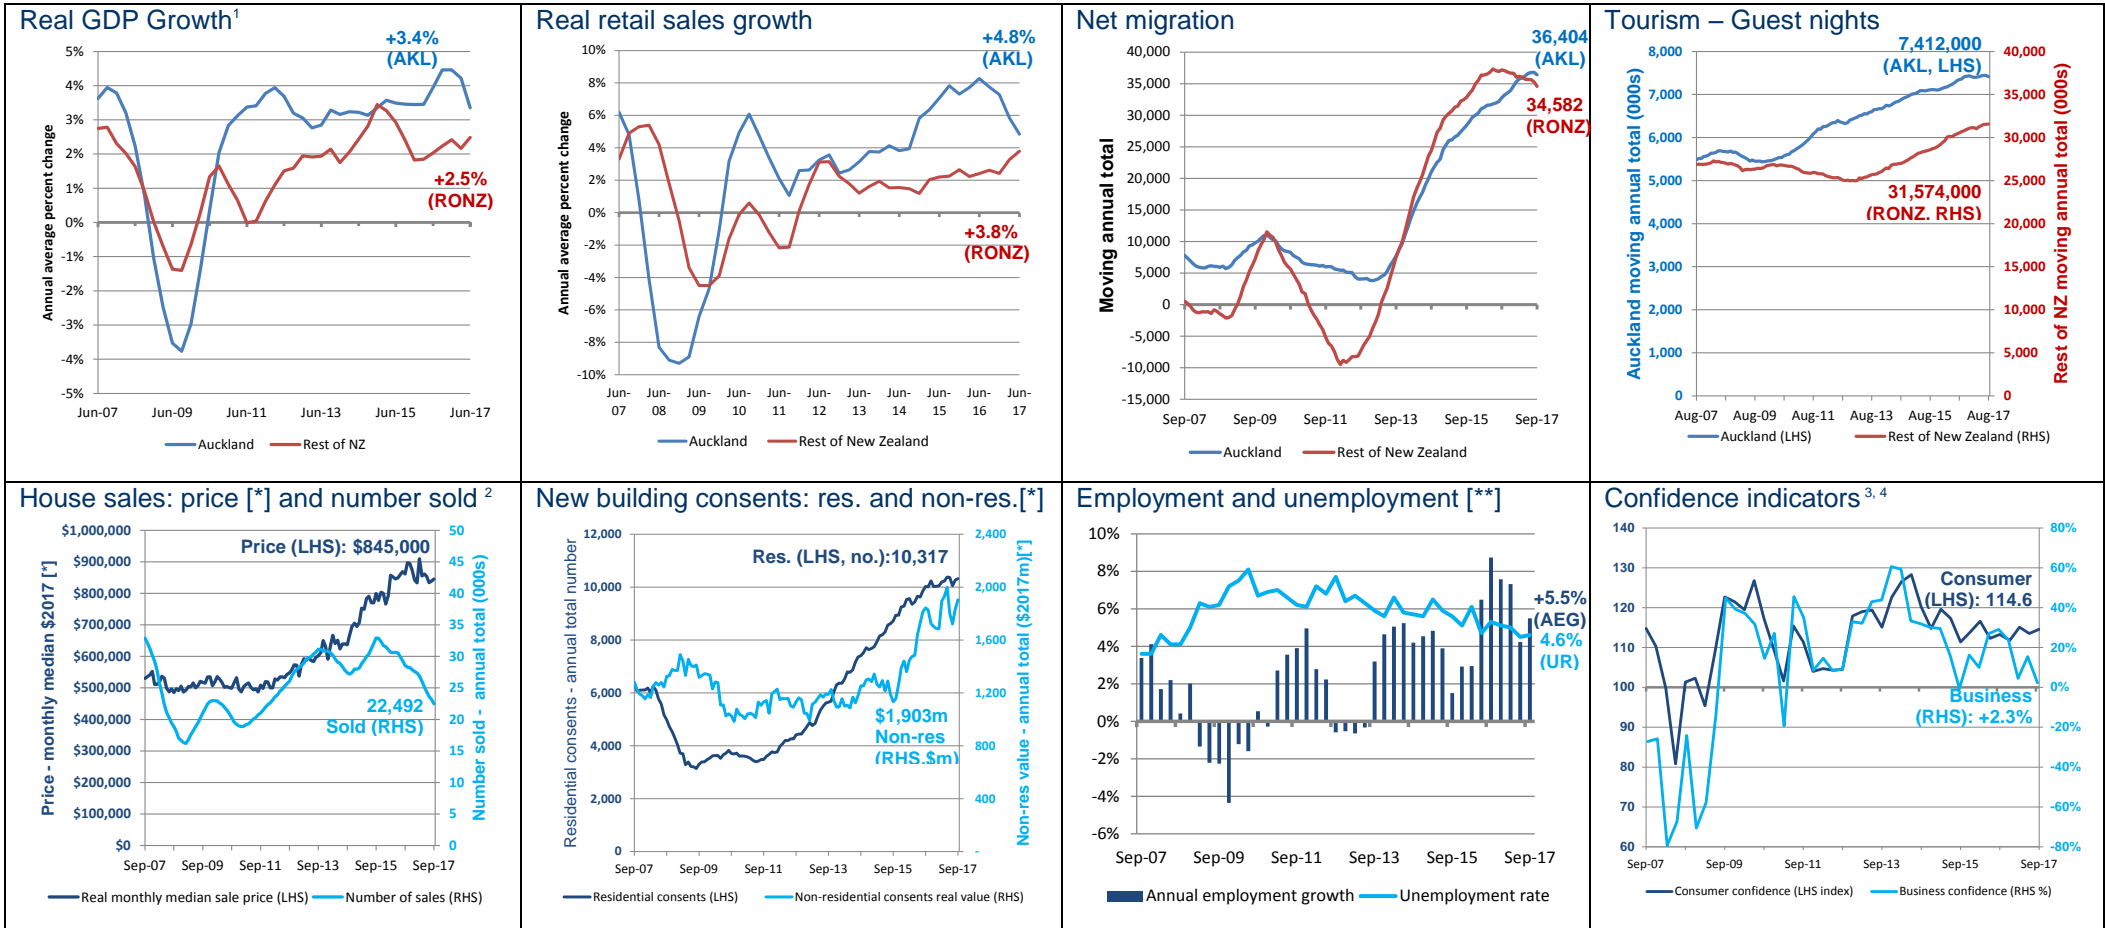 Real GDP Growth1
+3.4%
(AKL)
5%
4%
3%
2%
1%
0%
-1%
-2%
-3%
-4%
-5%
Annual average percent change
+2.5%
(RONZ)
Jun-07 Jun-09 Jun-11 Jun-13 Jun-15 Jun-17
Auckland Rest of NZ
Real retail sales growth
+4.8%
(AKL)
10%
8%
6%
4%
2%
0%
-2%
-4%
-6%
-8%
-10%
Annual average percent change
+3.8%
(RONZ)
Jun- Jun- Jun- Jun- Jun- Jun- Jun- Jun- Jun- Jun- Jun-
07 08 09 10 11 12 13 14 15 16 17
Auckland Rest of New Zealand
Net migration
36,404
(AKL)
40,000
35,000
30,000
25,000
20,000
15,000
10,000
5,000
0
-5,000
-10,000
-15,000
Moving annual total
34,582
(RONZ)
Sep-07 Sep-09 Sep-11 Sep-13 Sep-15 Sep-17
Auckland Rest of New Zealand
Tourism – Guest nights
7,412,000
(AKL, LHS)
8,000
7,000
6,000
5,000
4,000
3,000
2,000
1,000
0
Auckland moving annual total (000s)
31,574,000
(RONZ. RHS)
40,000
35,000
30,000
25,000
20,000
15,000
10,000
5,000
0
Rest of NZ moving annual total (000s)
Aug-07 Aug-09 Aug-11 Aug-13 Aug-15 Aug-17
Auckland (LHS) Rest of New Zealand (RHS)
House sales: price [*] and number sold 2
Price (LHS): $845,000
$1,000,000
$900,000
$800,000
$700,000
$600,000
$500,000
$400,000
$300,000
$200,000
$100,000
$0
Price - monthly median $2017 [*]
22,492
Sold (RHS)
50
45
40
35
30
25
20
15
10
5
0
Number sold - annual total (000s)
Sep-07 Sep-09 Sep-11 Sep-13 Sep-15 Sep-17
Real monthly median sale price (LHS) Number of sales (RHS)
New building consents: res. and non-res.[*]
Res. (LHS, no.):10,317
12,000
10,000
8,000
6,000
4,000
2,000
0
Residential consents - annual total number
$1,903m
Non-res
(RHS.$m)
2,400
2,000
1,600
1,200
800
400
-
Non-res value - annual total ($2017m)[*]
Sep-07 Sep-09 Sep-11 Sep-13 Sep-15 Sep-17
Residential consents (LHS) Non-residential consents real value (RHS)
Employment and unemployment [**]
10%
8%
6%
4%
2%
0%
-2%
-4%
-6%
+5.5%
(AEG)
4.6%
(UR)
Sep-07 Sep-09 Sep-11 Sep-13 Sep-15 Sep-17
Annual employment growth Unemployment rate
Confidence indicators 3, 4
140
130
120
110
100
90
80
70
60
Consumer
(LHS): 114.6
Business
(RHS): +2.3%
80%
60%
40%
20%
0%
-20%
-40%
-60%
-80%
Sep-07 Sep-09 Sep-11 Sep-13 Sep-15 Sep-17
Consumer confidence (LHS index) Business confidence (RHS %)